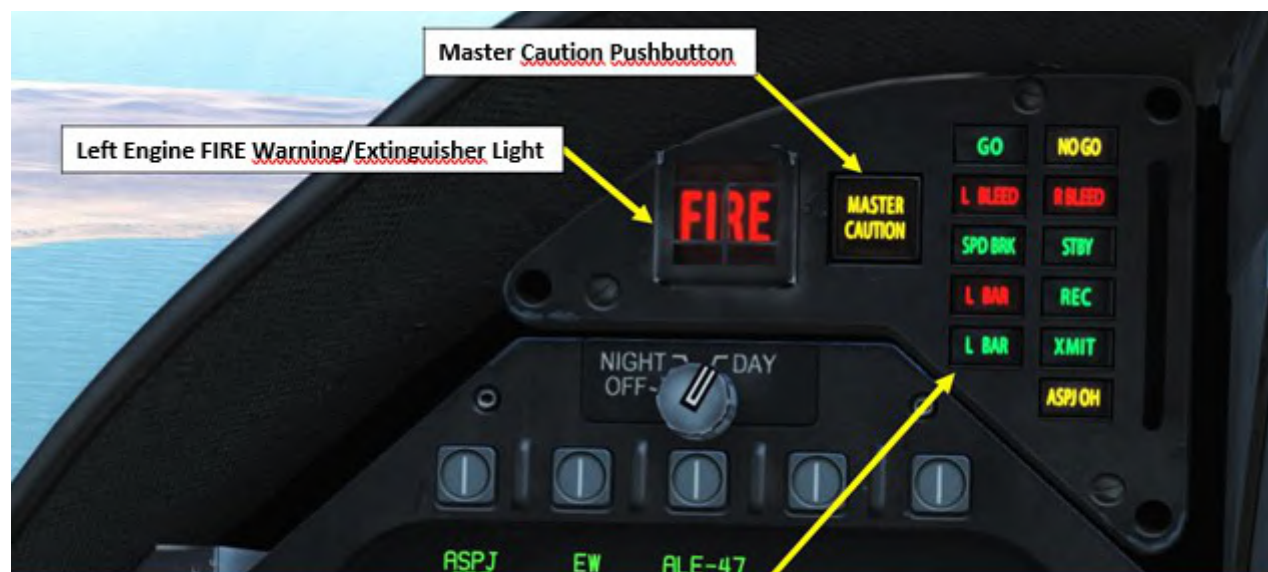 Master Caution Pushbutton
Left Engine FIRE Warning/Extinguisher Light
FIRE
MASTER
CAUTION
GO
NO GO
L BLEED
R BLEED
SPD BRK
STBY
L BAR
REC
L BAR
XMIT
ASPJ OH
NIGHT
DAY
OFF
ASPJ
EW
ALE-47